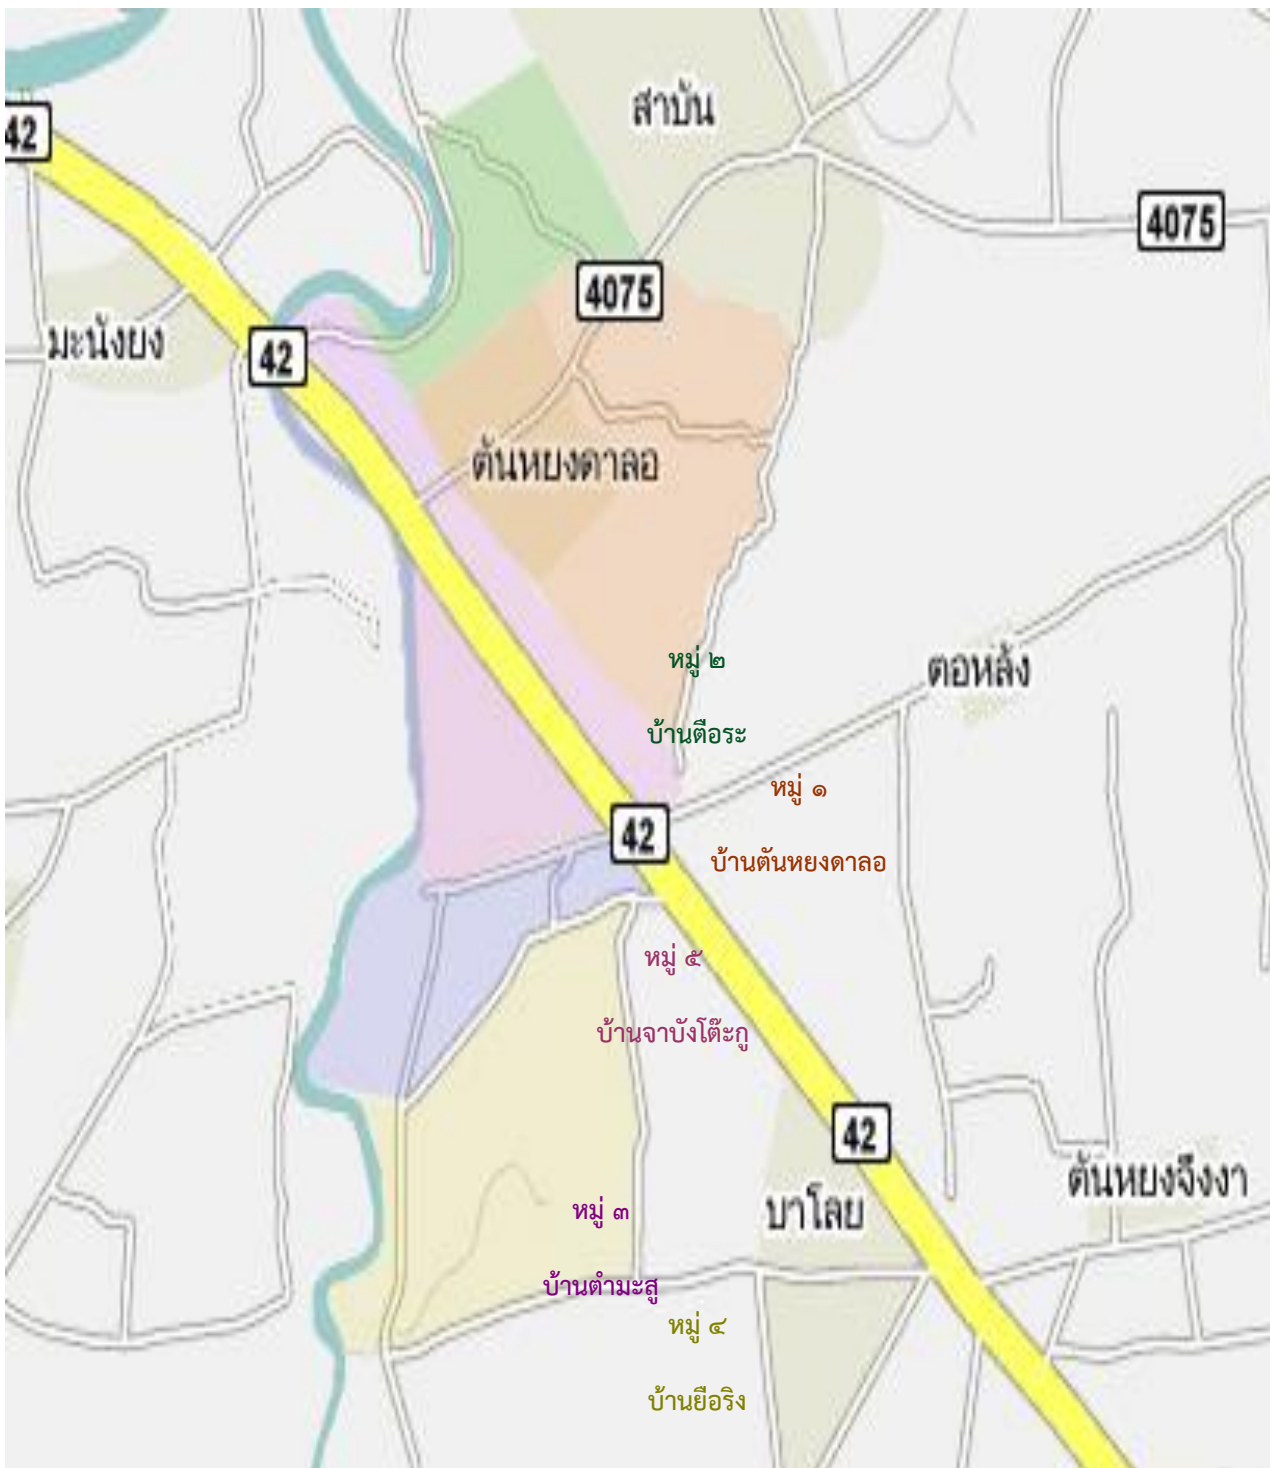 สาบัน
42
4075
4075
มะนังยง
42
ตันหยงดาลอ
หมู่ ๒
ตอหลัง
บ้านตือระ
หมู่ ๑
42
บ้านตันหยงดาลอ
หมู่ ๕
บ้านจาบังโต๊ะกู
42
ตันหยงจึงงา
หมู่ ๓
บาโลย
บ้านตำมะสู
หมู่ ๔
บ้านยือริง